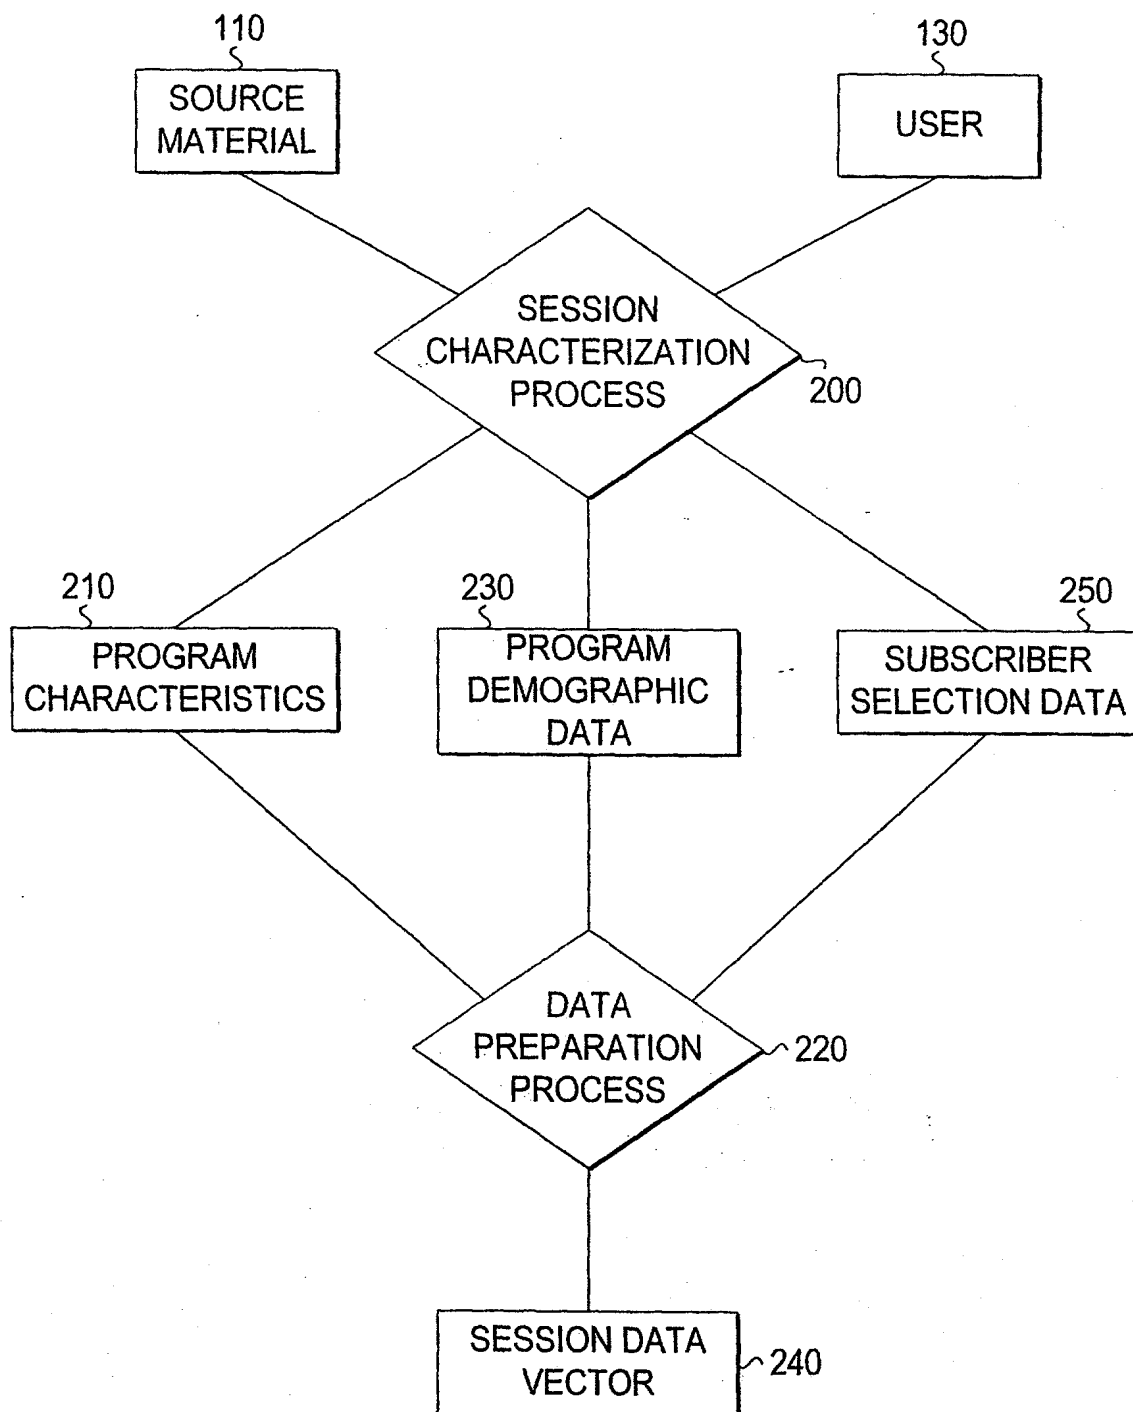 110
SOURCE
MATERIAL
130
USER
SESSION
CHARACTERIZATION
PROCESS
200
210
PROGRAM
CHARACTERISTICS
230
PROGRAM
DEMOGRAPHIC
DATA
250
SUBSCRIBER
SELECTION DATA
DATA
PREPARATION
PROCESS
220
SESSION DATA
VECTOR
240